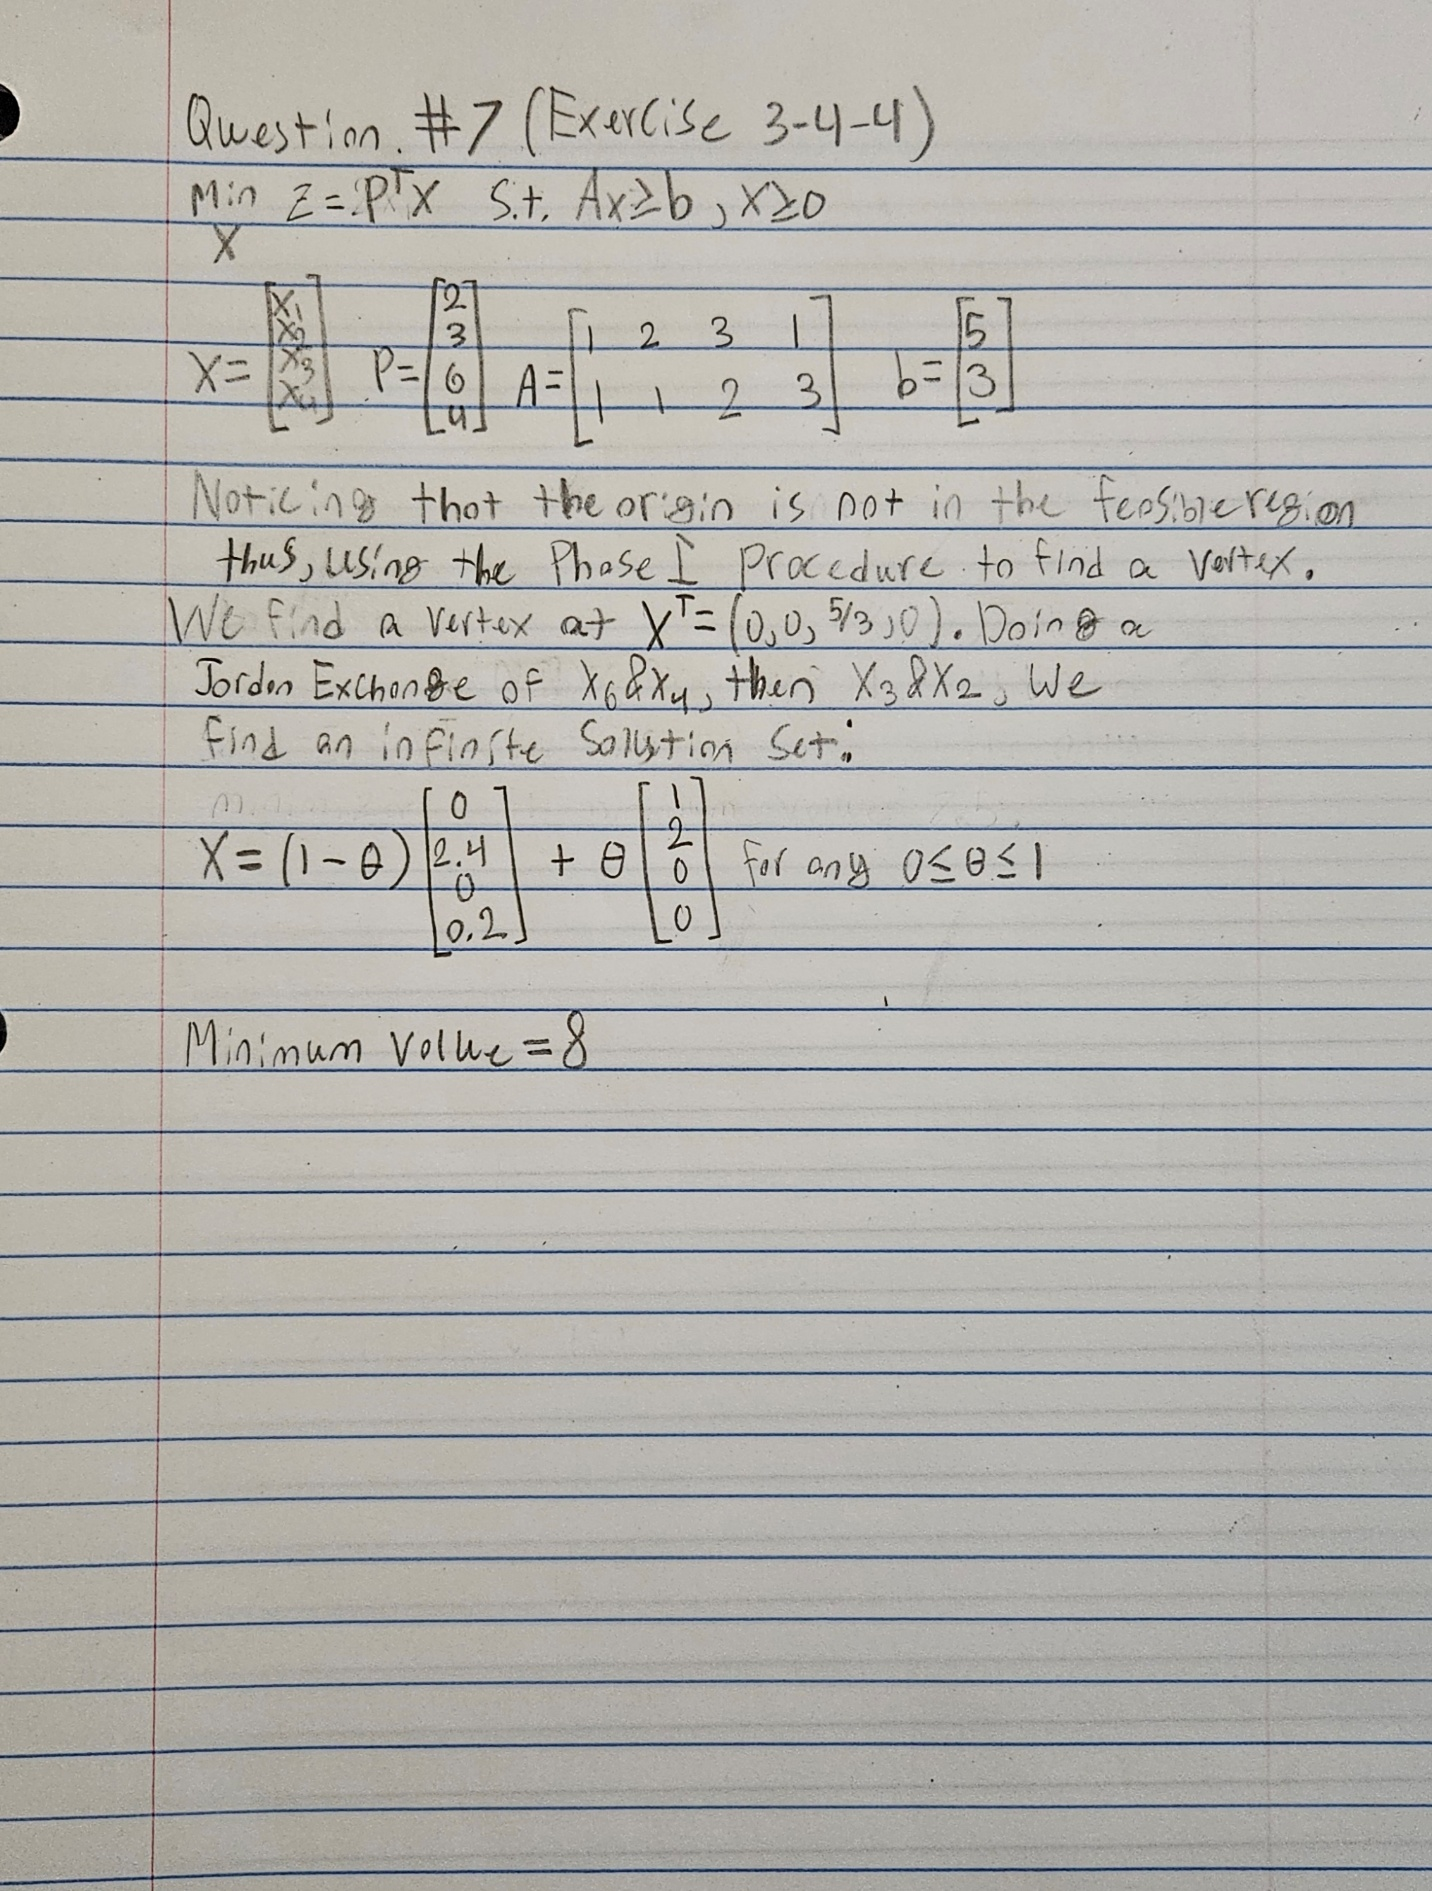 Question. #7 (Exercise 3-4-4)
Min z = PᵀX S.t. Ax≥b, x≥0
X
X = [x1 x2 x3 x4] P = [2 3 6 4] A = [1 2 3 1; 1 1 2 3] b = [5 3]
Noticing that the origin is not in the feasible region
thus, using the Phase I Procedure to find a vertex.
We find a vertex at Xᵀ = (0, 0, 5/3, 0). Doing a
Jordan Exchange of X6 & X4, then X3 & X2, We
find an infinite Solution Set:
X = (1 - θ) [0 2.4 0 0.2] + θ [1 2 0 0] for any 0 ≤ θ ≤ 1
Minimum Value = 8